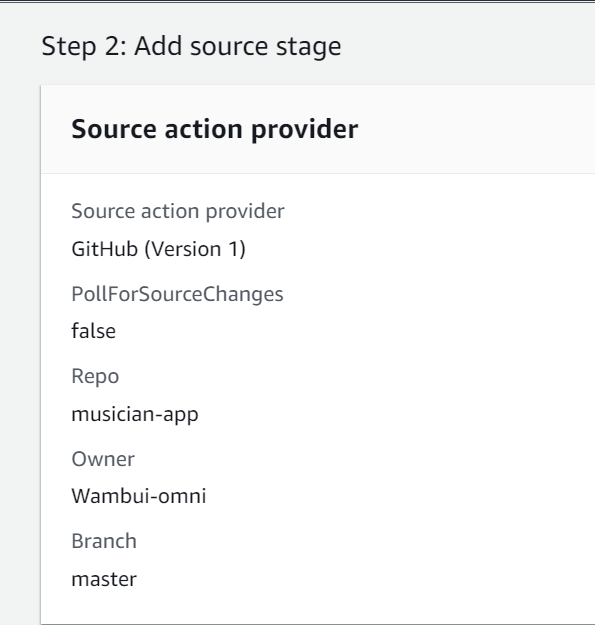 Step 2: Add source stage
Source action provider
Source action provider
GitHub (Version 1)
PollForSourceChanges
false
Repo
musician-app
Owner
Wambui-omni
Branch
master